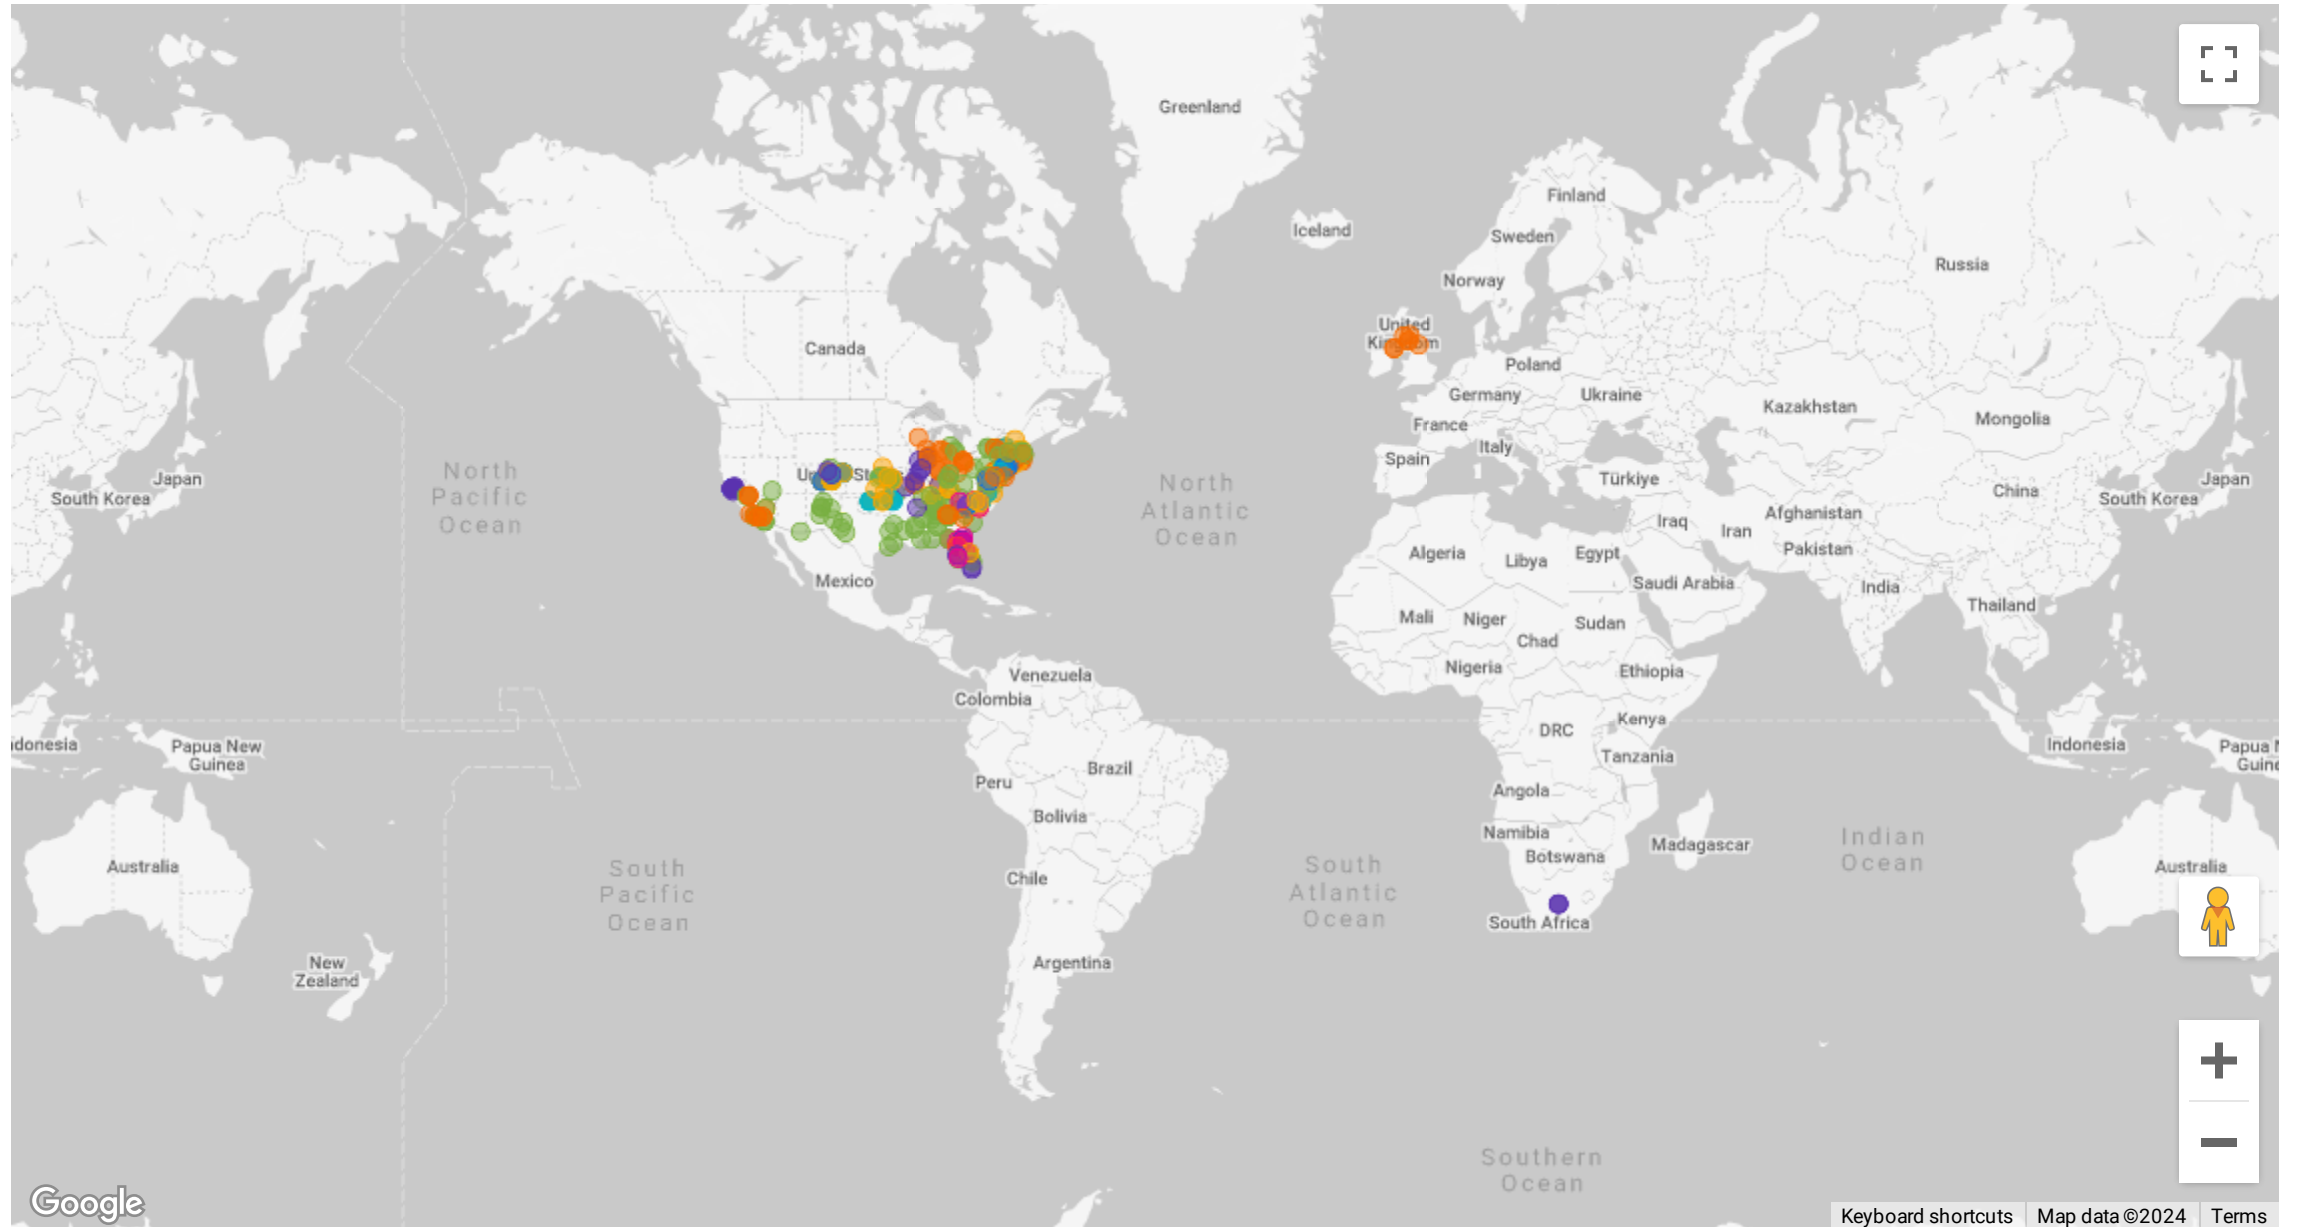 Greenland
Finland
Iceland
Sweden
Russia
Norway
United
Kingdom
Canada
Poland
Germany
Ukraine
Kazakhstan
Mongolia
France
Italy
Spain
Türkiye
North
Pacific
Ocean
Japan
South Korea
North
Atlantic
Ocean
China
Japan
South Korea
Iraq
Iran
Afghanistan
Pakistan
Algeria
Libya
Egypt
Saudi Arabia
India
Mexico
Thailand
Mali
Niger
Sudan
Chad
Nigeria
Ethiopia
Venezuela
Colombia
DRC
Kenya
Tanzania
donesia
Papua New
Guinea
Indonesia
Papua N
Guine
Peru
Brazil
Angola
Bolivia
Namibia
Botswana
Madagascar
Indian
Ocean
Australia
South
Pacific
Ocean
Chile
South
Atlantic
Ocean
Australia
South Africa
New
Zealand
Argentina
Southern
Ocean
Google
Keyboard shortcuts
Map data ©2024
Terms